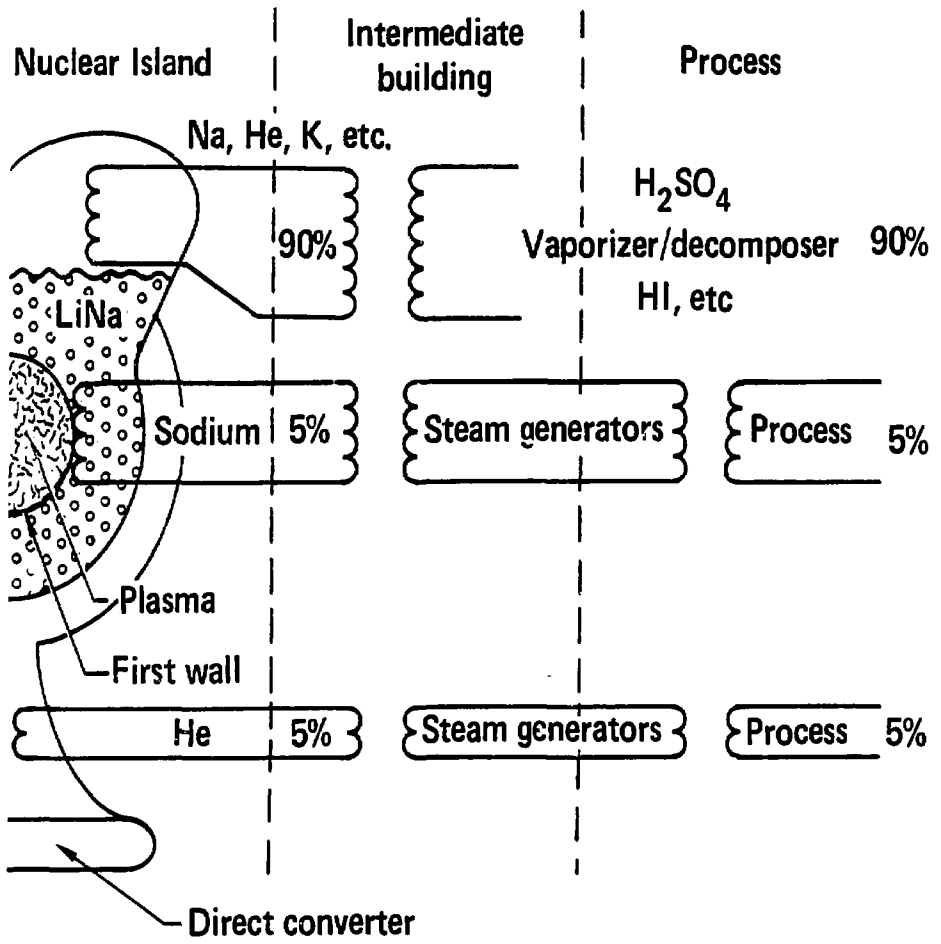 Nuclear Island
Intermediate
building
Process
Na, He, K, etc.
90%
H₂SO₄
Vaporizer/decomposer 90%
HI, etc
LiNa
Sodium 5%
Steam generators
Process 5%
Plasma
First wall
He 5%
Steam generators
Process 5%
Direct converter